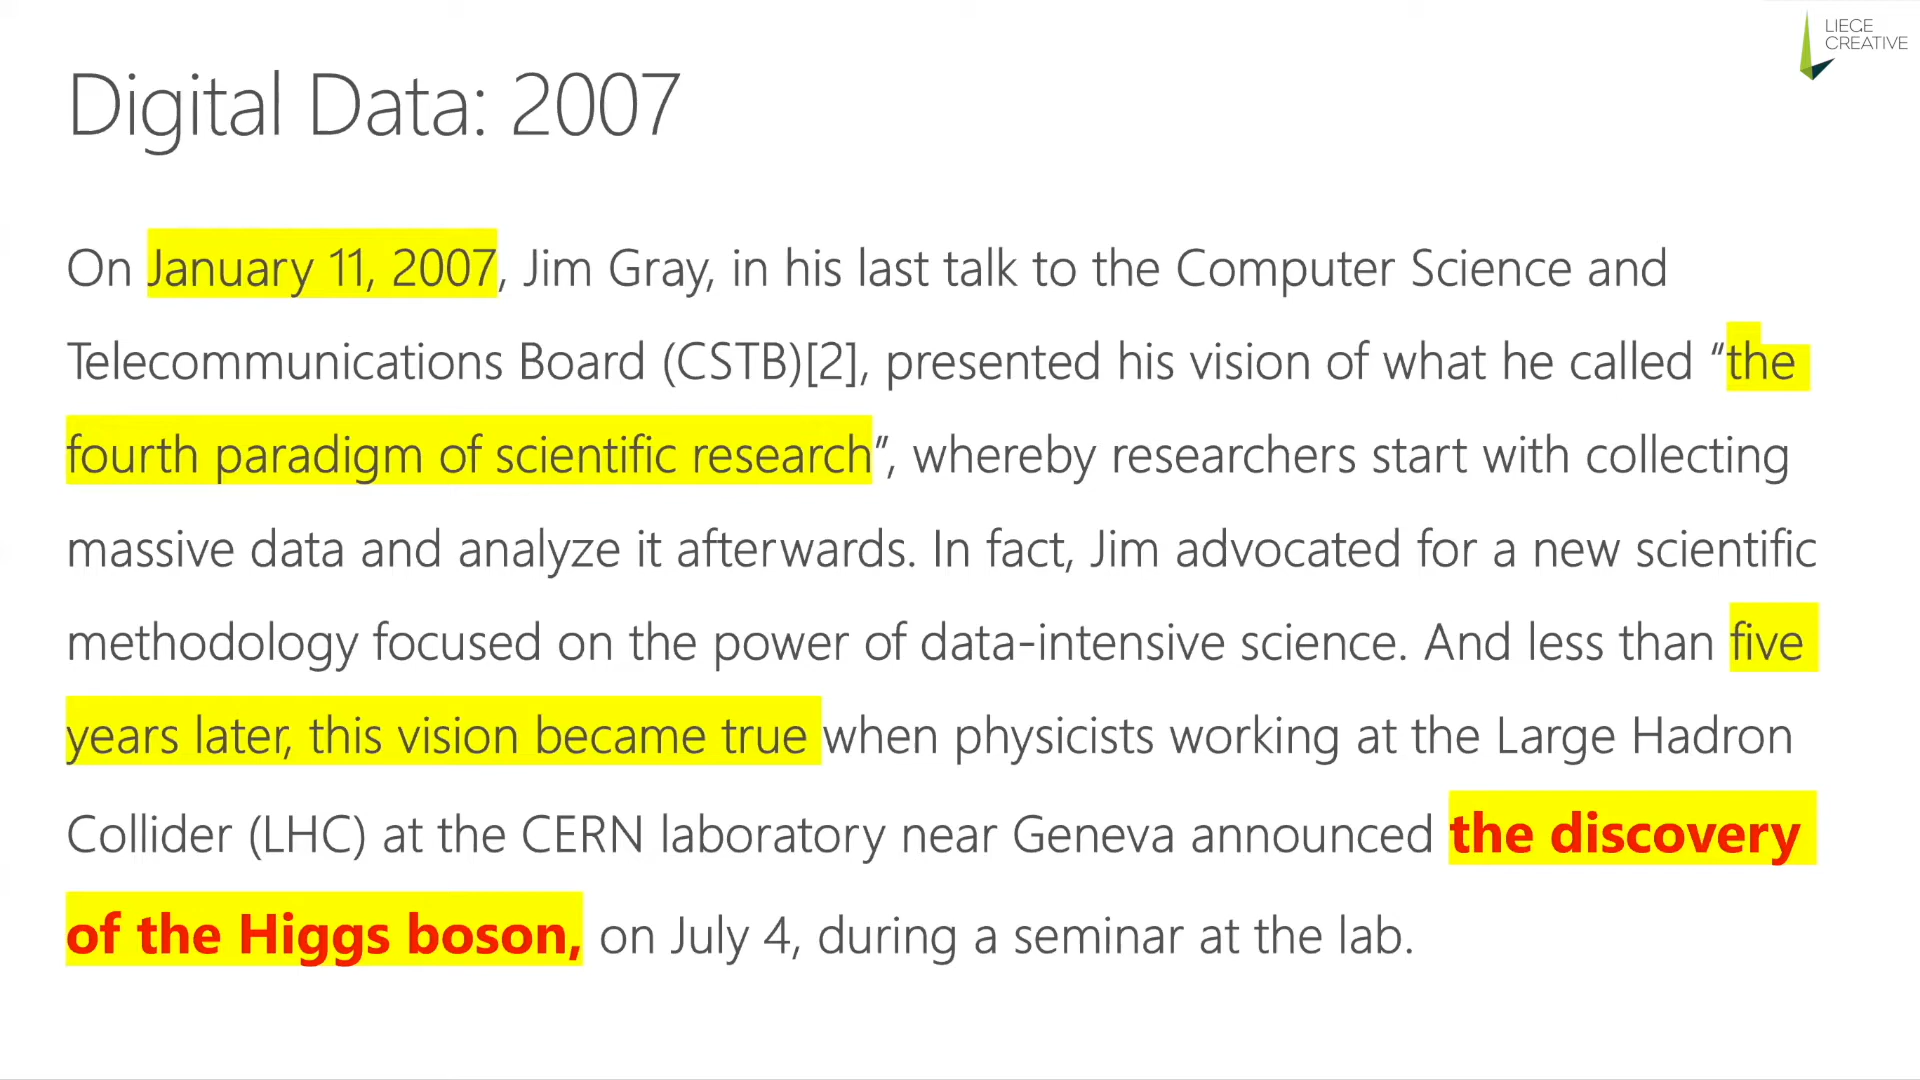 LIEGE
CREATIVE
Digital Data: 2007
On January 11, 2007, Jim Gray, in his last talk to the Computer Science and
Telecommunications Board (CSTB)[2], presented his vision of what he called “the
fourth paradigm of scientific research”, whereby researchers start with collecting
massive data and analyze it afterwards. In fact, Jim advocated for a new scientific
methodology focused on the power of data-intensive science. And less than five
years later, this vision became true when physicists working at the Large Hadron
Collider (LHC) at the CERN laboratory near Geneva announced the discovery
of the Higgs boson, on July 4, during a seminar at the lab.